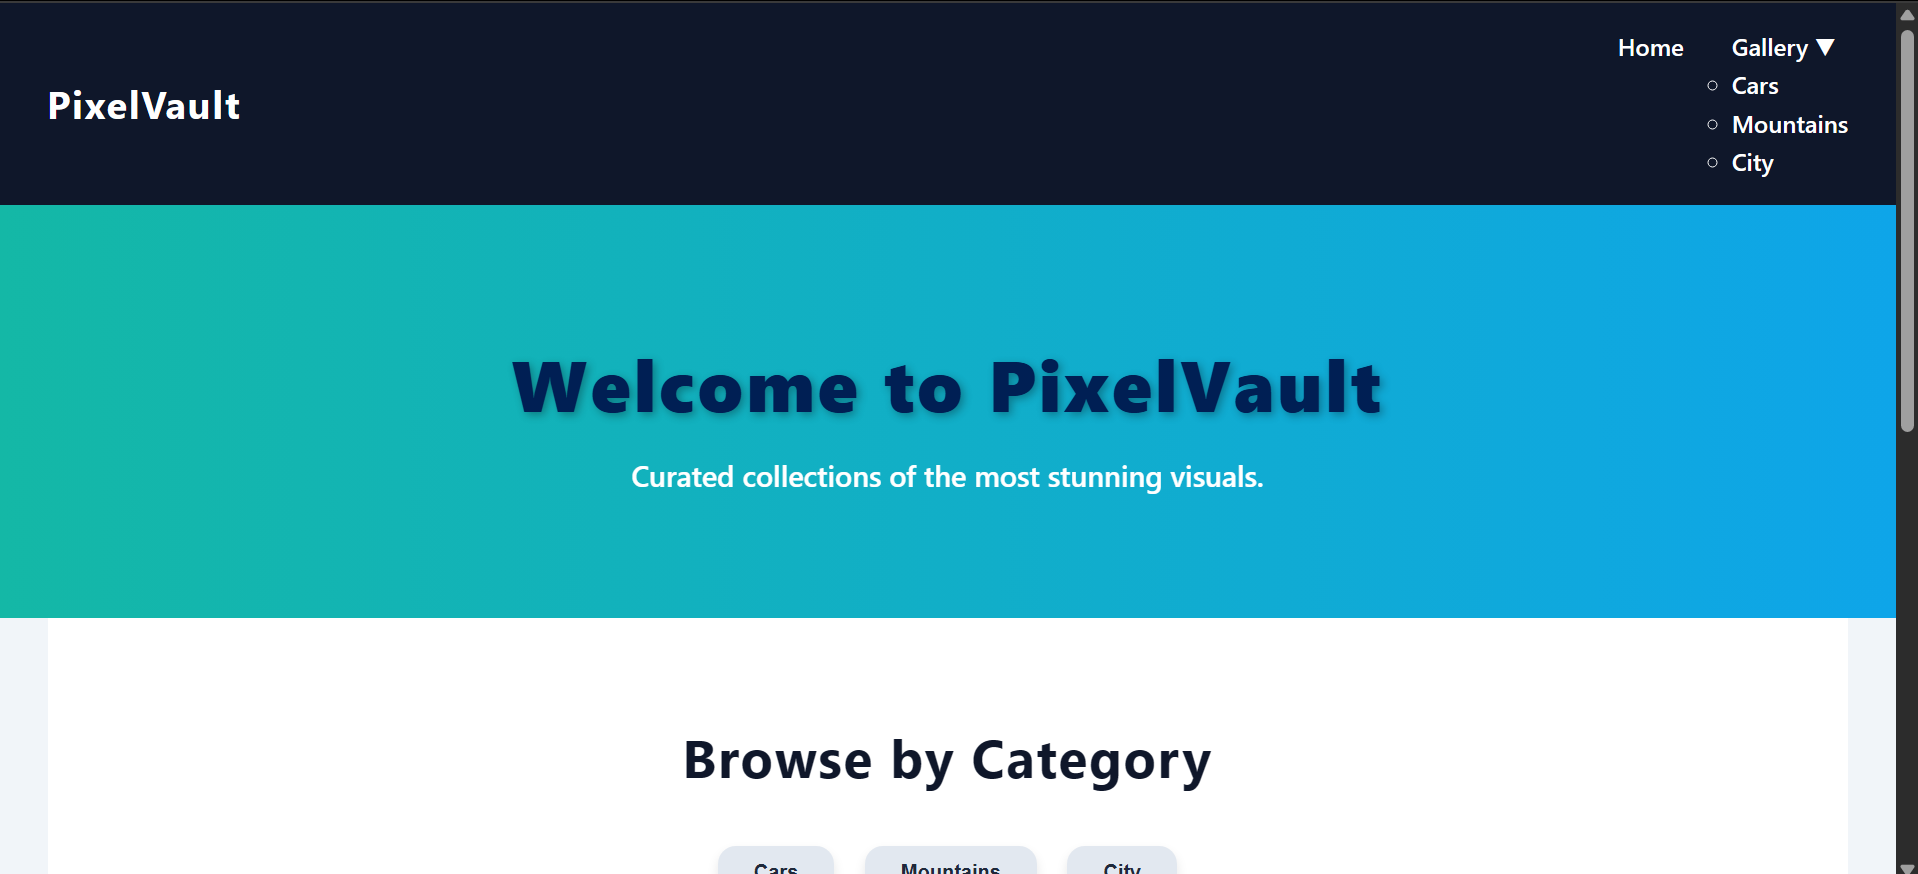 PixelVault
Home
Gallery ▼
Cars
Mountains
City
Welcome to PixelVault
Curated collections of the most stunning visuals.
Browse by Category
Cars
Mountains
City